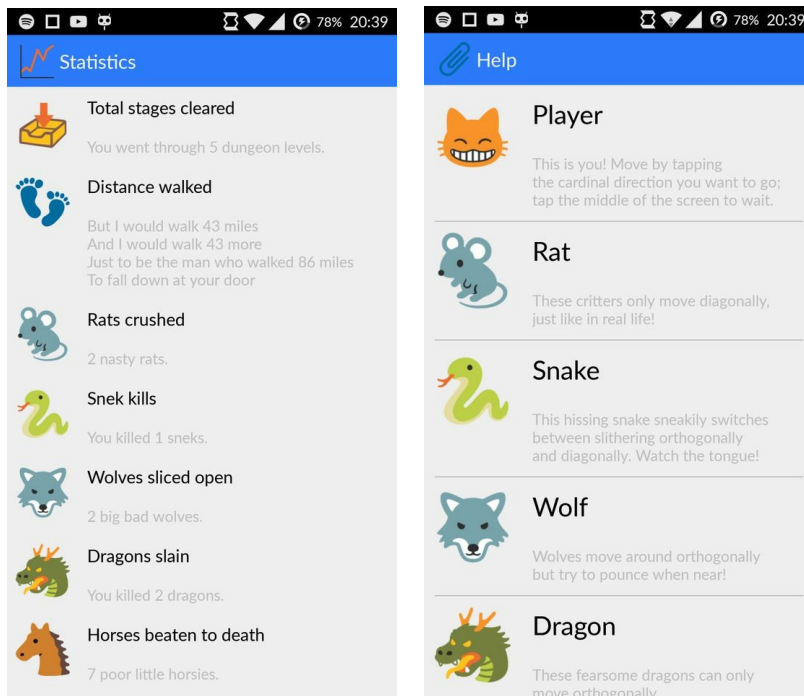 78% 20:39
Statistics
Total stages cleared
You went through 5 dungeon levels.
Distance walked
But I would walk 43 miles
And I would walk 43 more
Just to be the man who walked 86 miles
To fall down at your door
Rats crushed
2 nasty rats.
Snek kills
You killed 1 sneks.
Wolves sliced open
2 big bad wolves.
Dragons slain
You killed 2 dragons.
Horses beaten to death
7 poor little horsies.
78% 20:39
Help
Player
This is you! Move by tapping
the cardinal direction you want to go;
tap the middle of the screen to wait.
Rat
These critters only move diagonally,
just like in real life!
Snake
This hissing snake sneakily switches
between slithering orthogonally
and diagonally. Watch the tongue!
Wolf
Wolves move around orthogonally
but try to pounce when near!
Dragon
These fearsome dragons can only
move orthogonally